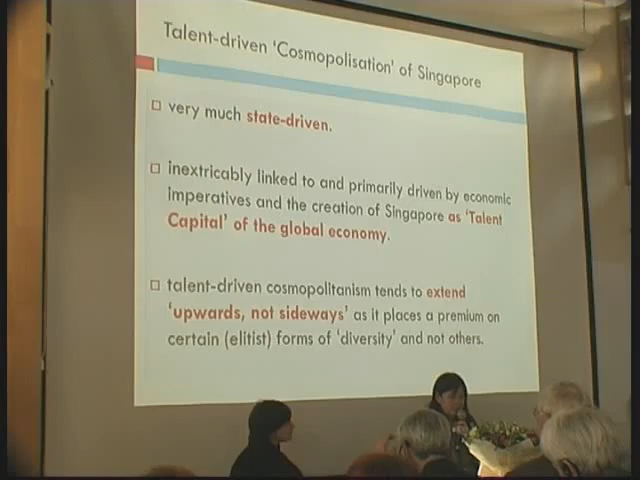 Talent-driven 'Cosmopolisation' of Singapore
very much state-driven.
inextricably linked to and primarily driven by economic
imperatives and the creation of Singapore as 'Talent
Capital' of the global economy.
talent-driven cosmopolitanism tends to extend
'upwards, not sideways' as it places a premium on
certain (elitist) forms of 'diversity' and not others.